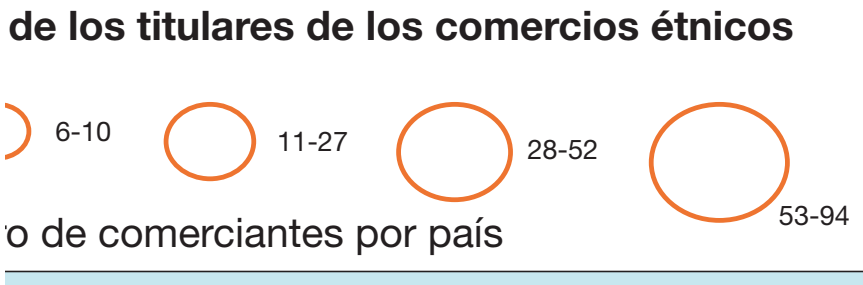 de los titulares de los comercios étnicos
6-10 11-27 28-52 53-94
de comerciantes por país